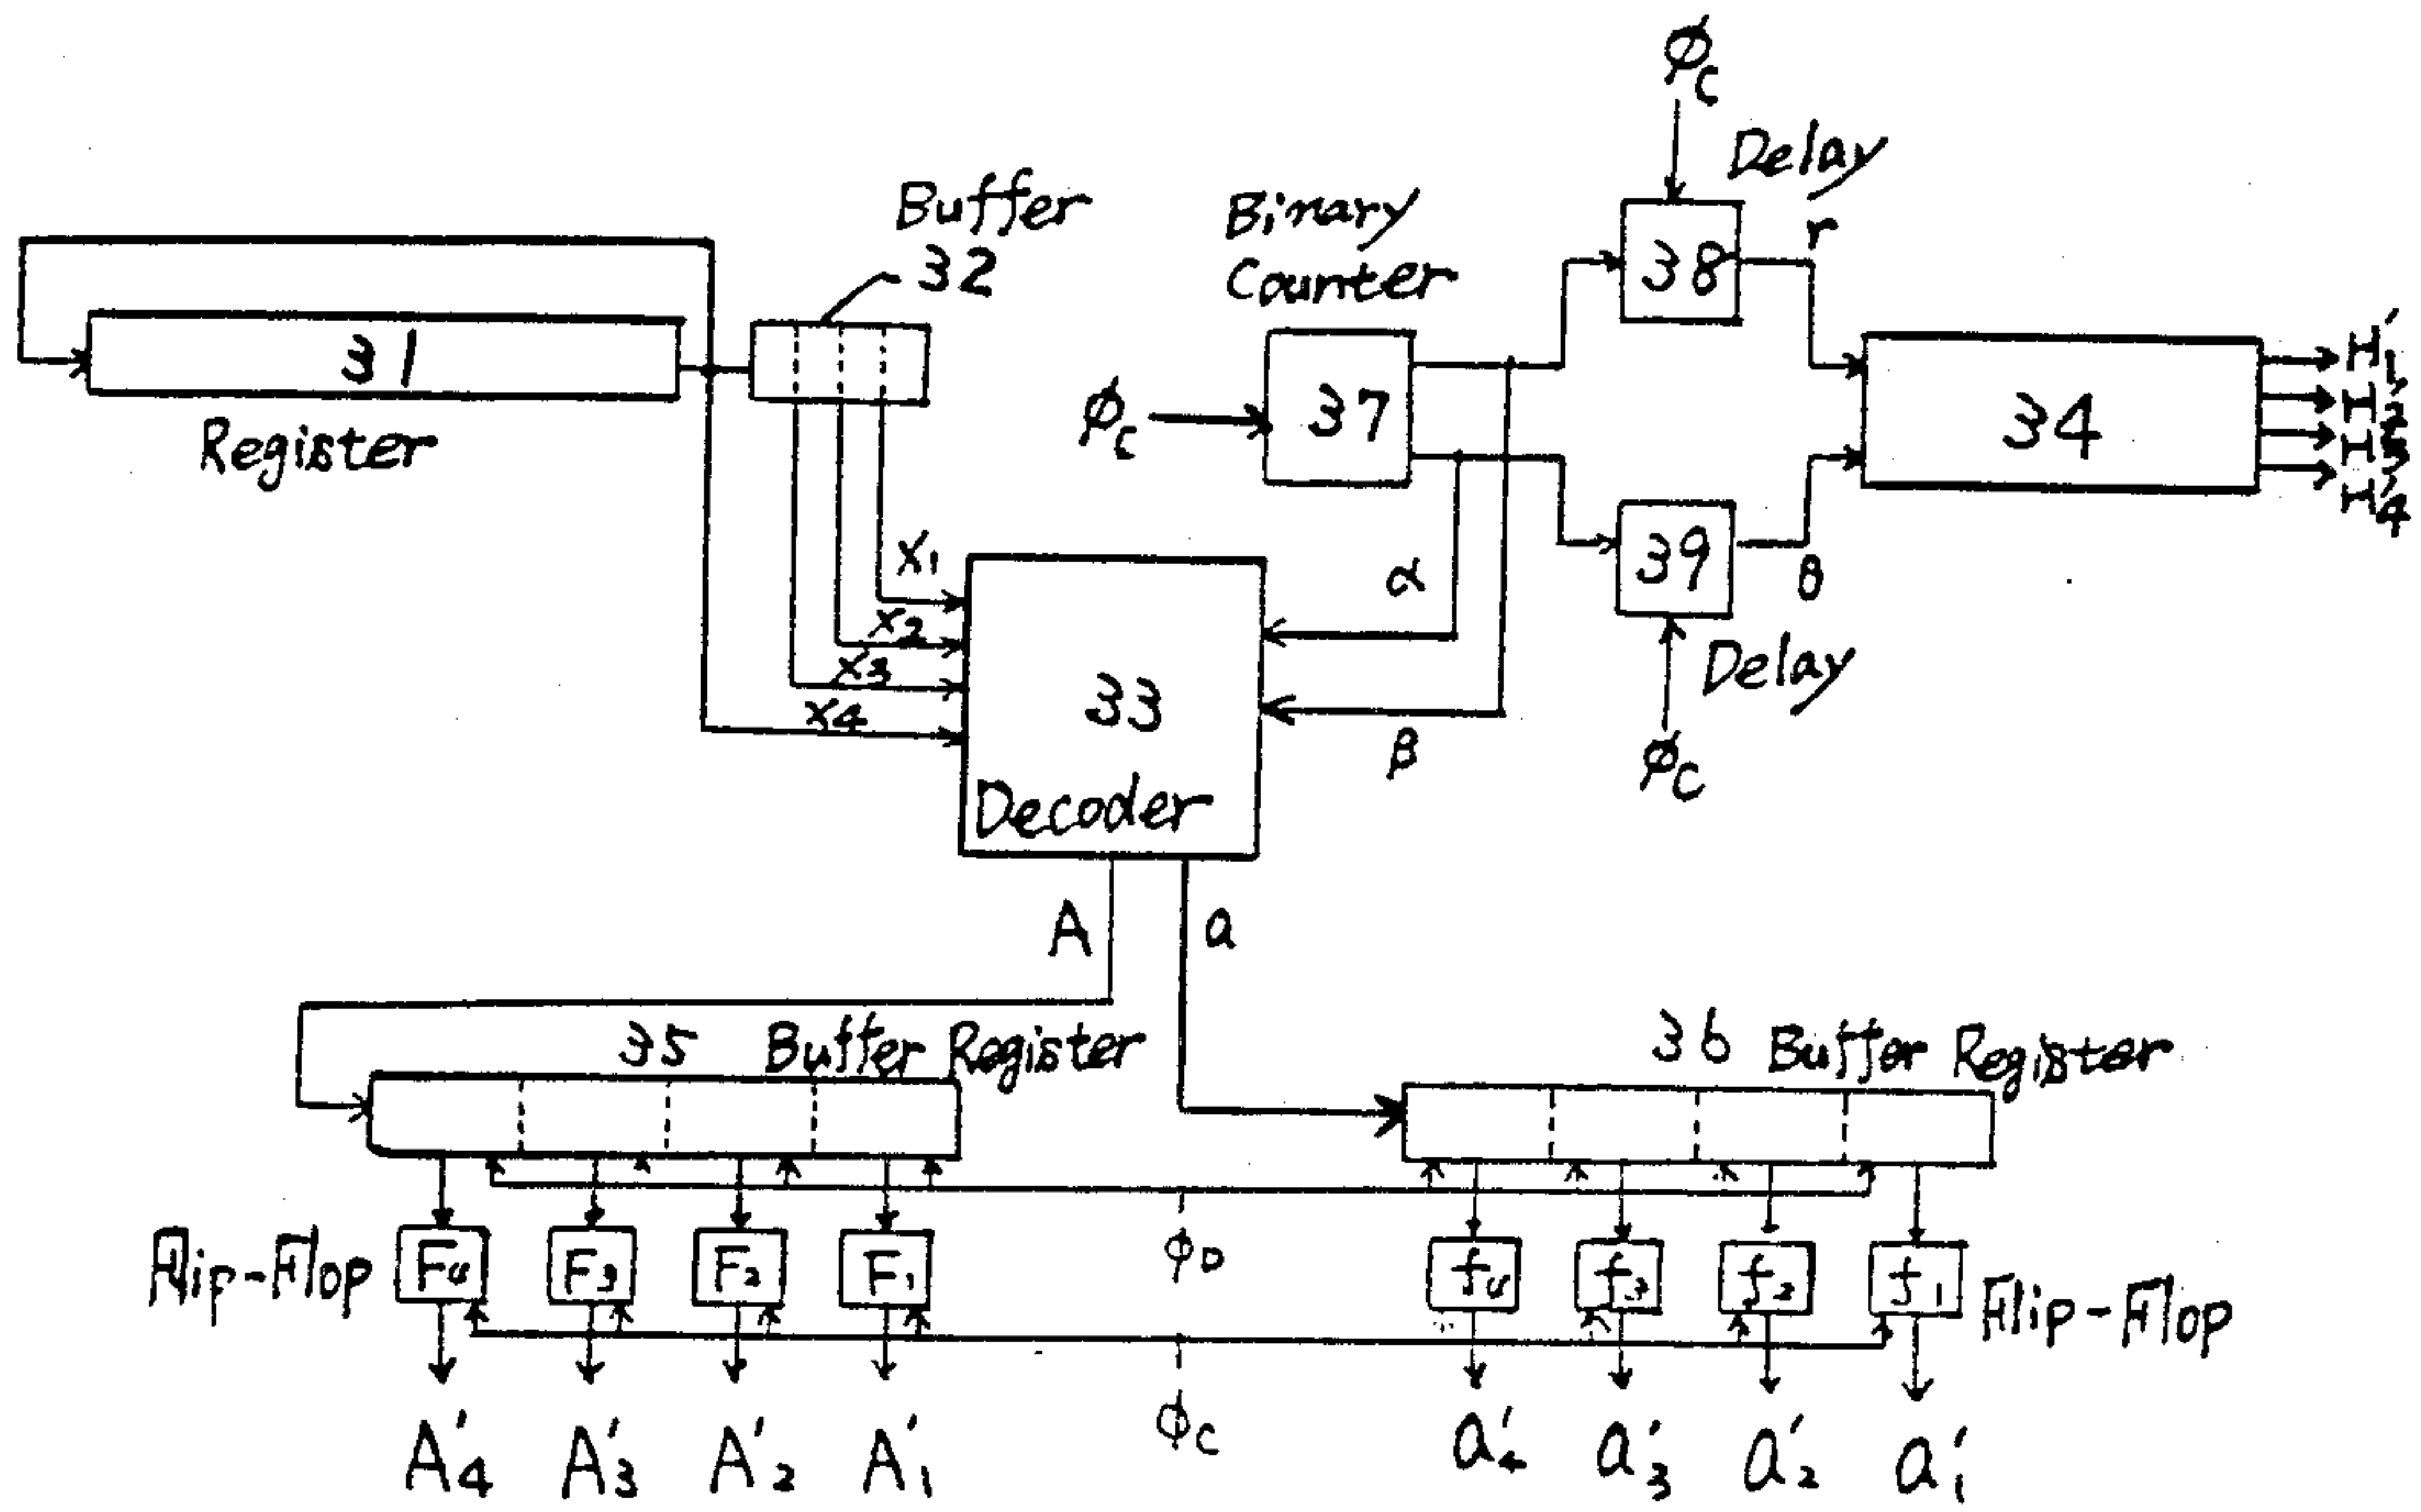 ϕC
Delay
Buffer
32
Binary
Counter
38
r
31
Register
ϕC
37
34
H'1
H'2
H'3
H'4
39
θ
Delay
ϕC
X1
X2
X3
X4
α
β
33
Decoder
A
a
35 Buffer Register
36 Buffer Register
Flip-Flop
F4
F3
F2
F1
ϕD
f4
f3
f2
f1
Flip-Flop
A'4
A'3
A'2
A'1
ϕC
a'4
a'3
a'2
a'1